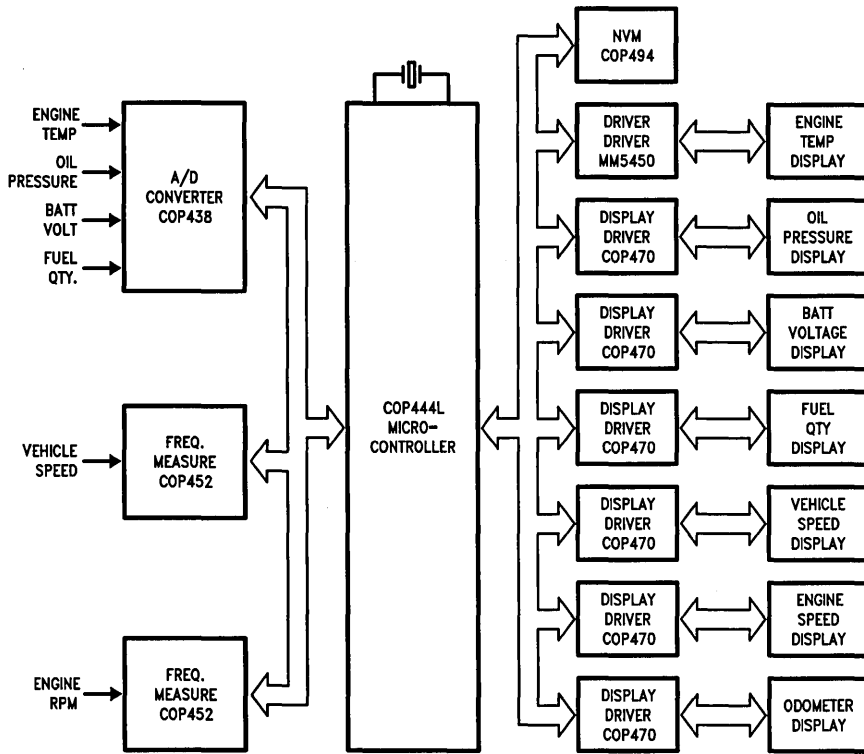 ENGINE
TEMP
OIL
PRESSURE
BATT
VOLT
FUEL
QTY.
A/D
CONVERTER
COP438
VEHICLE
SPEED
FREQ.
MEASURE
COP452
ENGINE
RPM
FREQ.
MEASURE
COP452
COP444L
MICRO-
CONTROLLER
NVM
COP494
DRIVER
DRIVER
MM5450
ENGINE
TEMP
DISPLAY
DISPLAY
DRIVER
COP470
OIL
PRESSURE
DISPLAY
DISPLAY
DRIVER
COP470
BATT
VOLTAGE
DISPLAY
DISPLAY
DRIVER
COP470
FUEL
QTY
DISPLAY
DISPLAY
DRIVER
COP470
VEHICLE
SPEED
DISPLAY
DISPLAY
DRIVER
COP470
ENGINE
SPEED
DISPLAY
DISPLAY
DRIVER
COP470
ODOMETER
DISPLAY